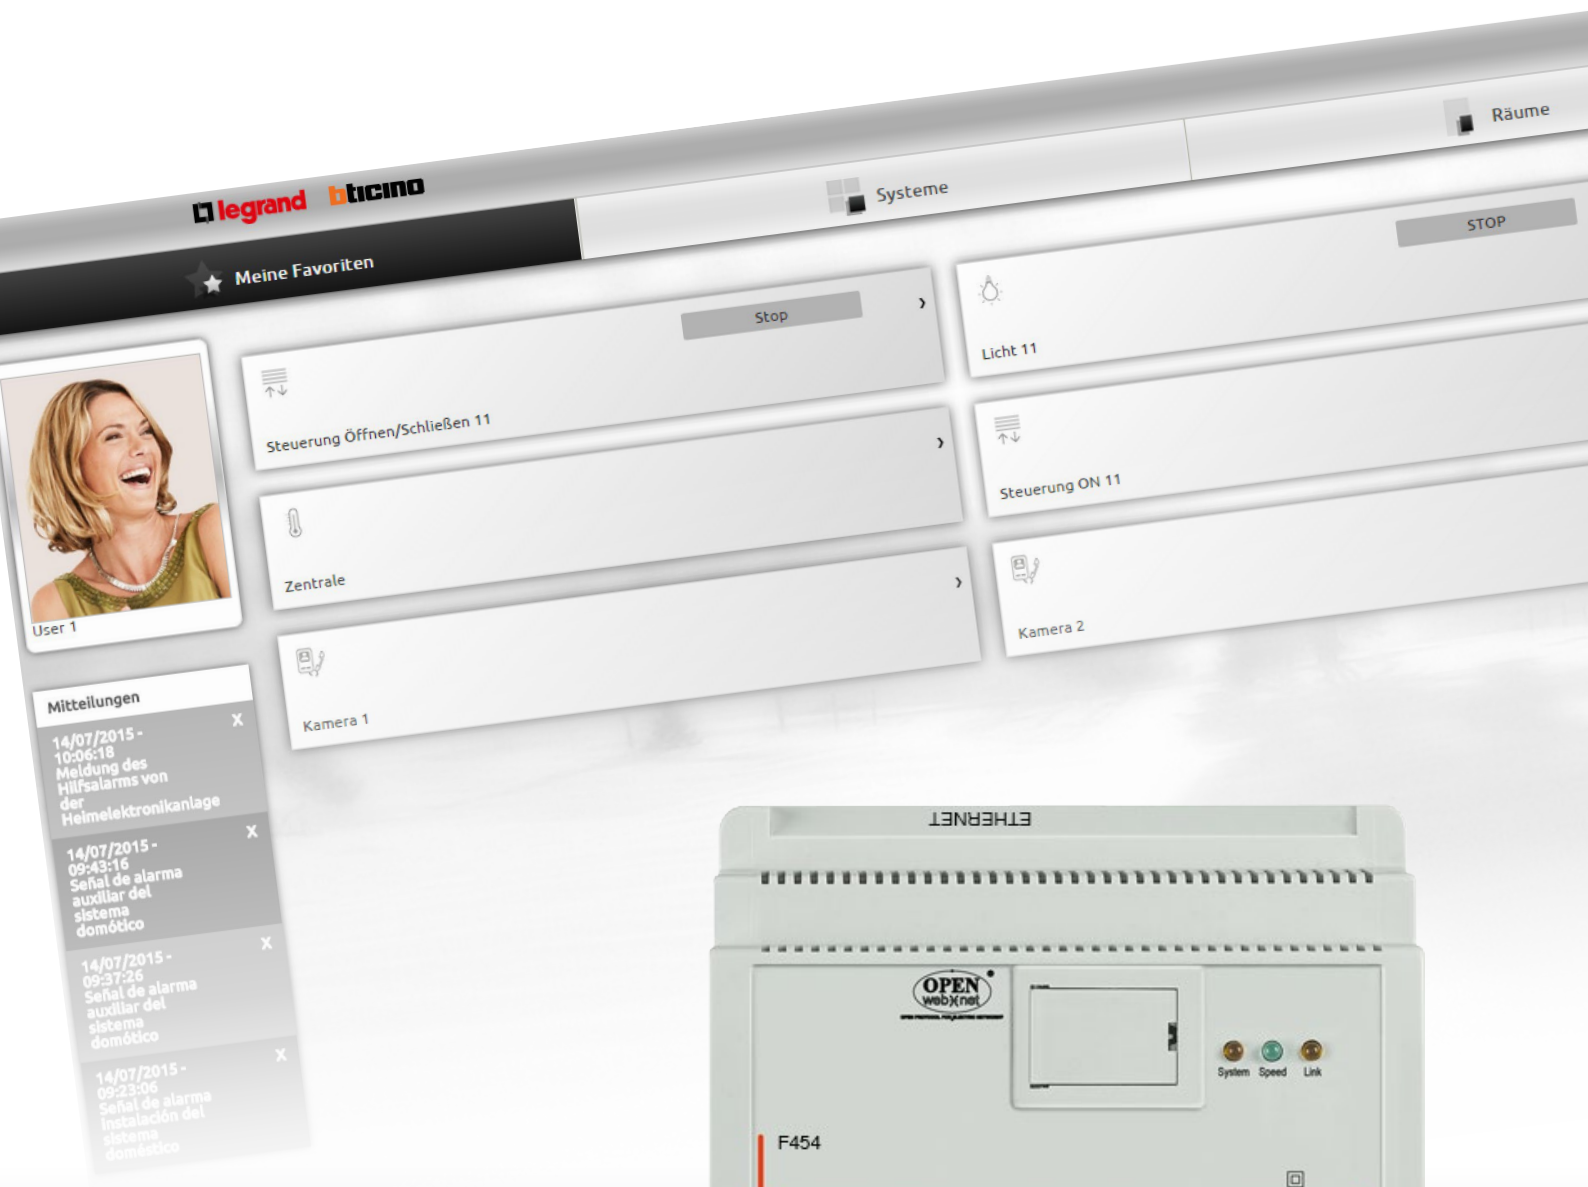 legrand bticino
Meine Favoriten
Systeme
Räume
User 1
Stop
Steuerung Öffnen/Schließen 11
STOP
Licht 11
Zentrale
Steuerung ON 11
Kamera 1
Kamera 2
Mitteilungen
14/07/2015 - X
10:06:18
Meldung des
Hilfsalarms von
der
Heimelektronikanlage
14/07/2015 - X
09:43:16
Señal de alarma
auxiliar del
sistema
domótico
14/07/2015 - X
09:37:26
Señal de alarma
auxiliar del
sistema
domótico
14/07/2015 - X
09:23:06
Señal de alarma
instalación del
sistema
doméstico
ETHERNET
OPEN
web net
System Speed Link
F454